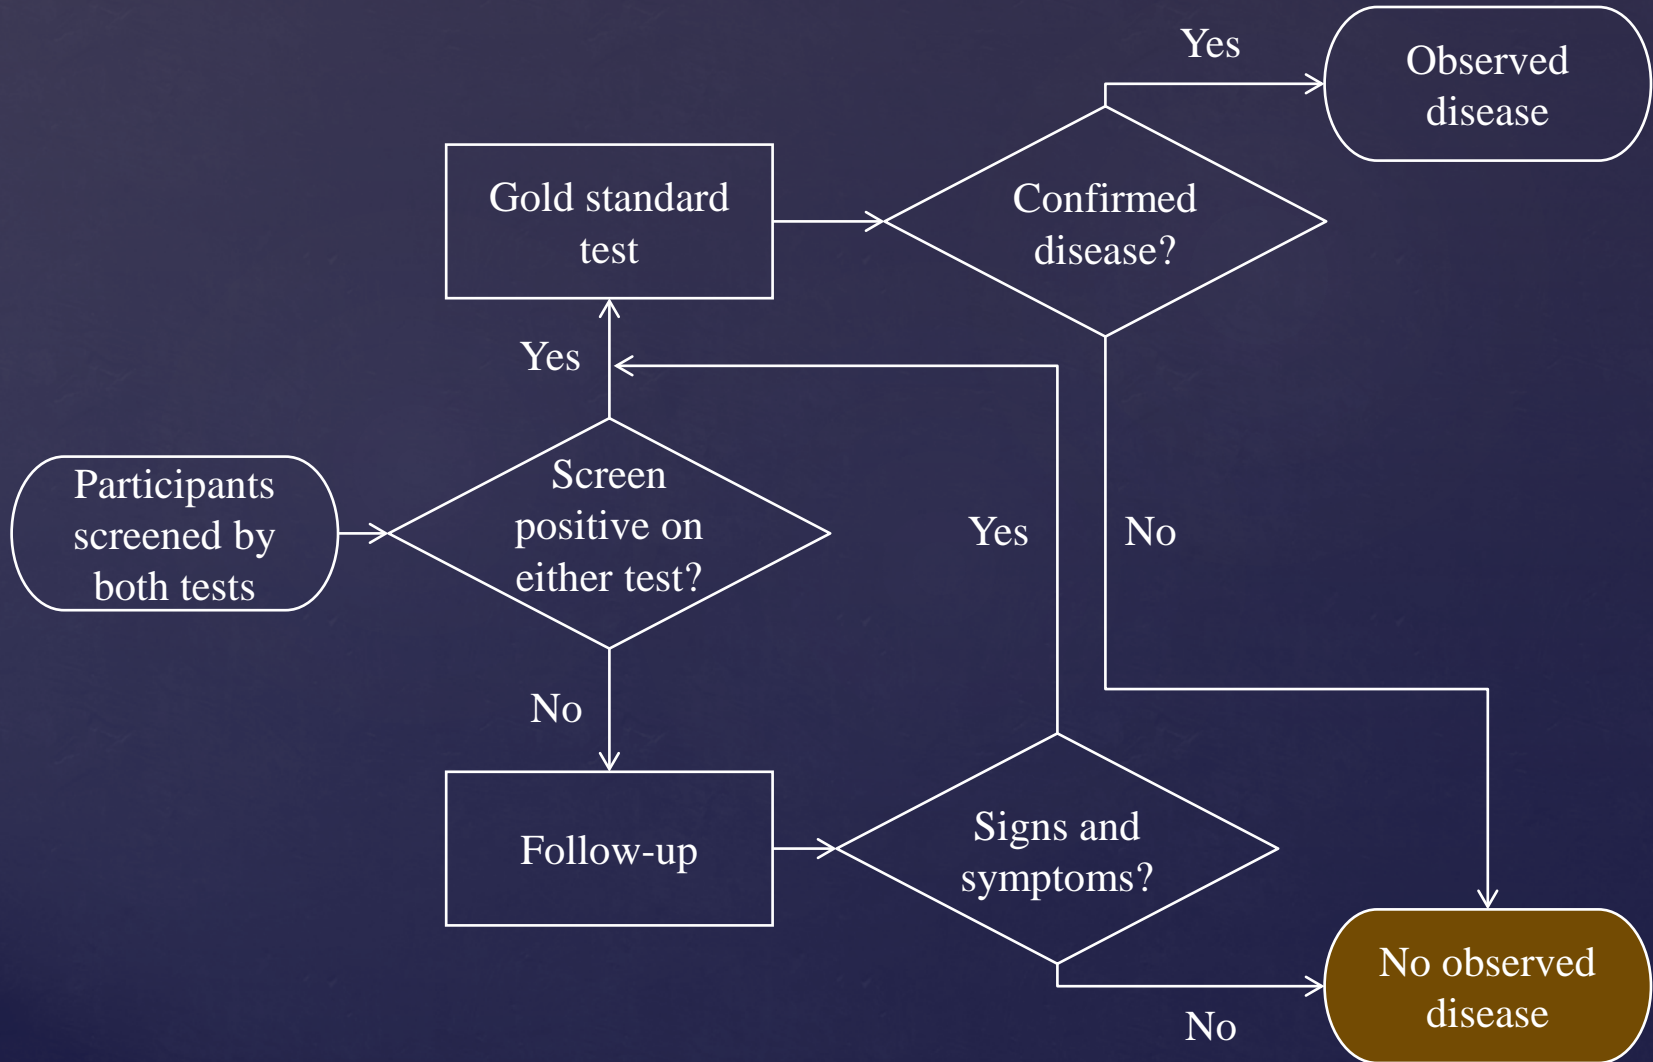 Yes
Observed
disease
Gold standard
test
Confirmed
disease?
Yes
Participants
screened by
both tests
Screen
positive on
either test?
Yes
No
No
Follow-up
Signs and
symptoms?
No observed
disease
No